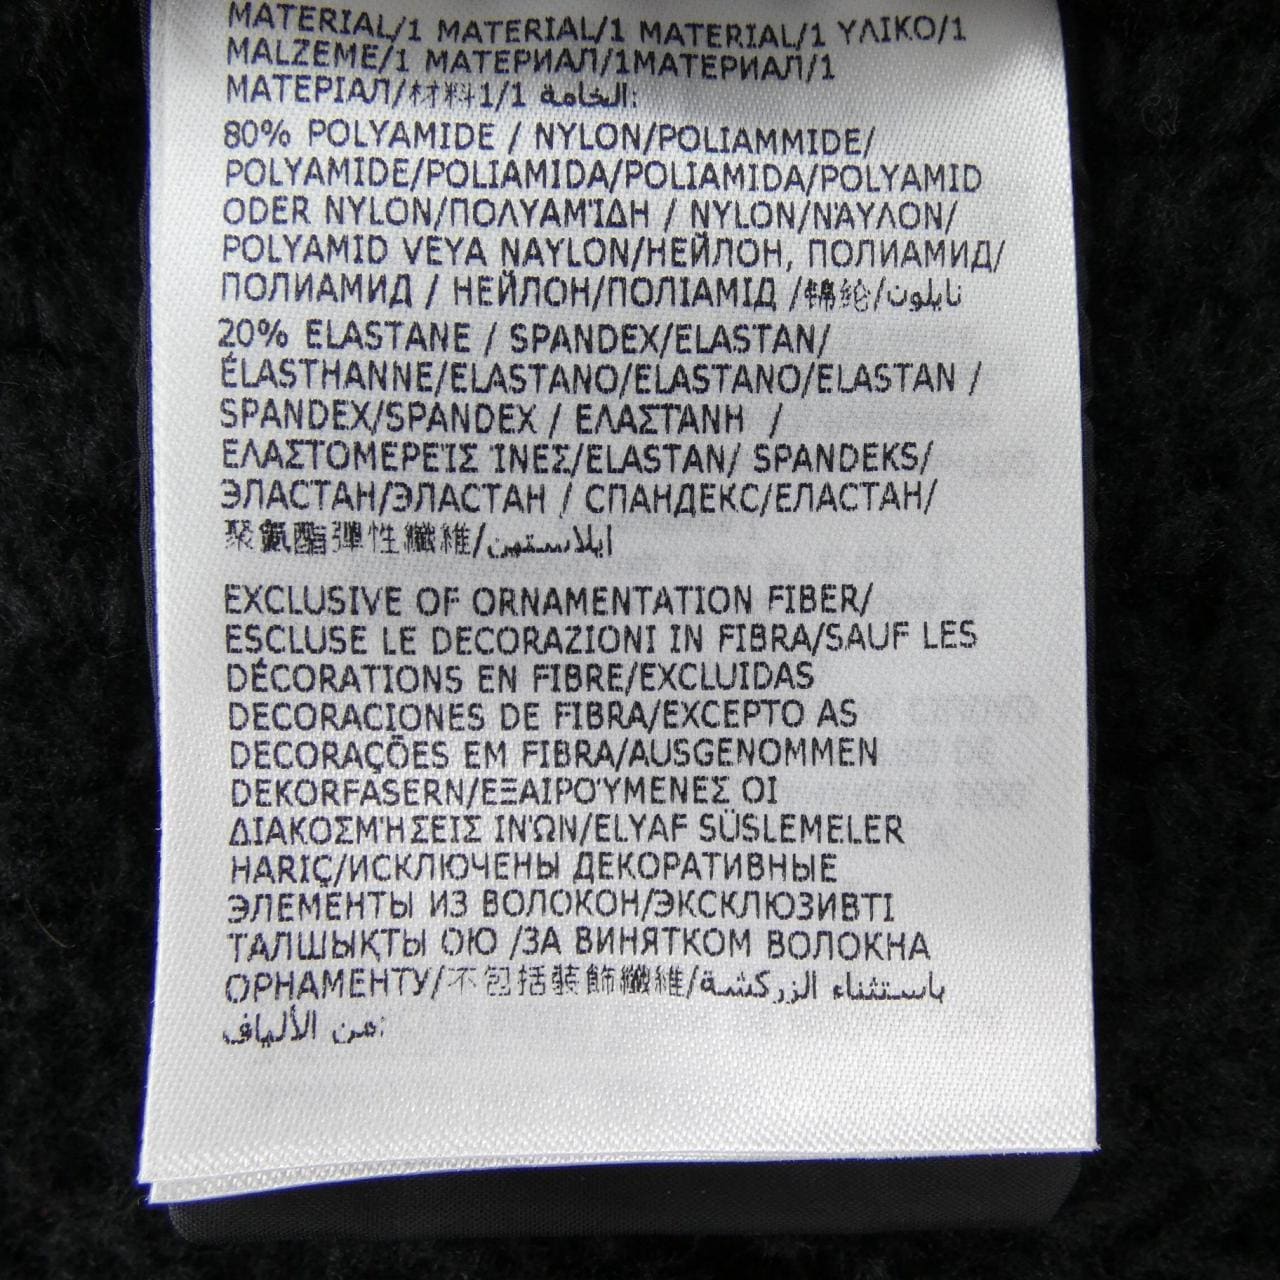 MATERIAL/1 MATERIAL/1 MATERIAL/1 ΥΛΙΚΟ/1
MALZEME/1 МАТЕРИАЛ/1МАТЕРИАЛ/1
МАТЕРІАЛ/材料1/1 الخامة:
80% POLYAMIDE / NYLON/POLIAMMIDE/
POLYAMIDE/POLIAMIDA/POLIAMIDA/POLYAMID
ODER NYLON/ΠΟΛΥΑΜΊΔΗ / NYLON/ΝΆΥΛΟΝ/
POLYAMID VEYA NAYLON/НЕЙЛОН, ПОЛИАМИД/
ПОЛИАМИД / НЕЙЛОН/ПОЛІАМІД /锦纶/نايلون
20% ELASTANE / SPANDEX/ELASTAN/
ÉLASTHANNE/ELASTANO/ELASTANO/ELASTAN /
SPANDEX/SPANDEX / ΕΛΑΣΤΆΝΗ /
ΕΛΑΣΤΟΜΕΡΕΊΣ ΊΝΕΣ/ELASTAN/ SPANDEKS/
ЭЛАСТАН/ЭЛАСТАН / СПАНДЕКС/ЕЛАСТАН/
聚氨酯彈性纖維/ايلاستين
EXCLUSIVE OF ORNAMENTATION FIBER/
ESCLUSE LE DECORAZIONI IN FIBRA/SAUF LES
DÉCORATIONS EN FIBRE/EXCLUIDAS
DECORACIONES DE FIBRA/EXCEPTO AS
DECORAÇÕES EM FIBRA/AUSGENOMMEN
DEKORFASERN/ΕΞΑΙΡΟΎΜΕΝΕΣ ΟΙ
ΔΙΑΚΟΣΜΉΣΕΙΣ ΙΝΏΝ/ELYAF SÜSLEMELER
HARIÇ/ИСКЛЮЧЕНЫ ДЕКОРАТИВНЫЕ
ЭЛЕМЕНТЫ ИЗ ВОЛОКОН/ЭКСКЛЮЗИВТІ
ТАЛШЫҚТЫ ОЮ /ЗА ВИНЯТКОМ ВОЛОКНА
ОРНАМЕНТУ/不包括裝飾纖維/باستثناء الزركشة
من الألياف: